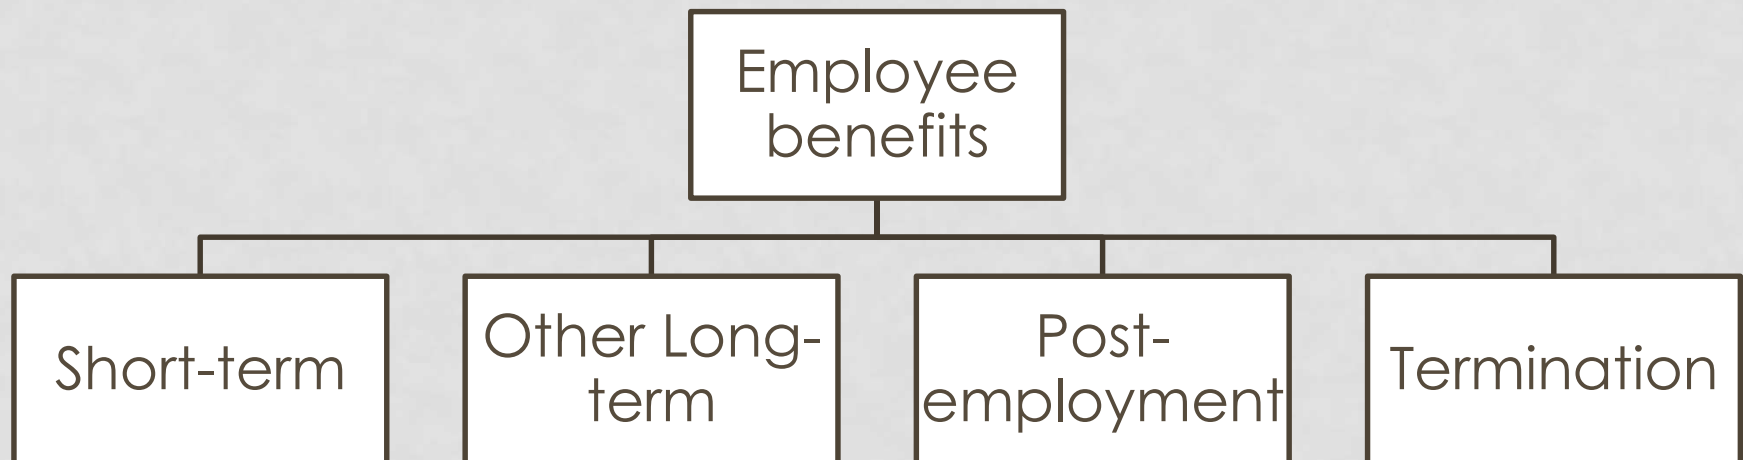 Employee
benefits
Short-term
Other Long-
term
Post-
employment
Termination